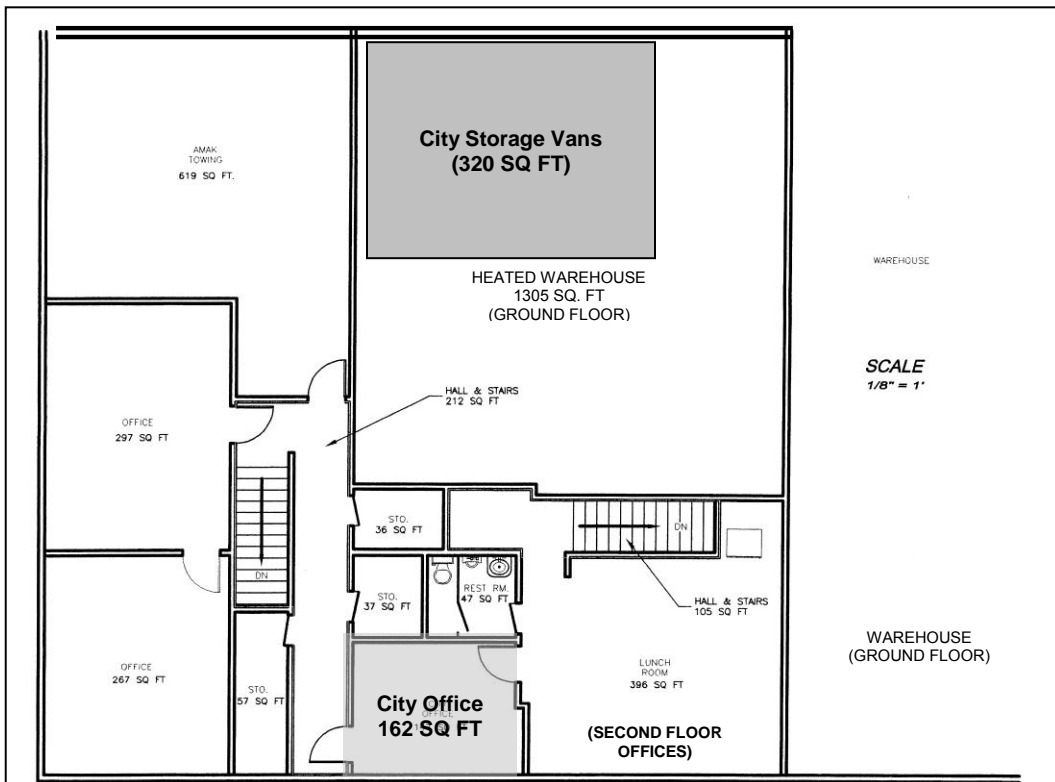 AMAK
TOWING
619 SQ FT.
City Storage Vans
(320 SQ FT)
HEATED WAREHOUSE
1305 SQ. FT
(GROUND FLOOR)
WAREHOUSE
SCALE
1/8" = 1'
HALL & STAIRS
212 SQ FT
OFFICE
297 SQ FT
STO.
36 SQ FT
DN
DN
STO.
37 SQ FT
REST RM.
47 SQ FT
HALL & STAIRS
105 SQ FT
OFFICE
267 SQ FT
STO.
57 SQ FT
City Office
OFFICE
162 SQ FT
LUNCH
ROOM
396 SQ FT
(SECOND FLOOR
OFFICES)
WAREHOUSE
(GROUND FLOOR)